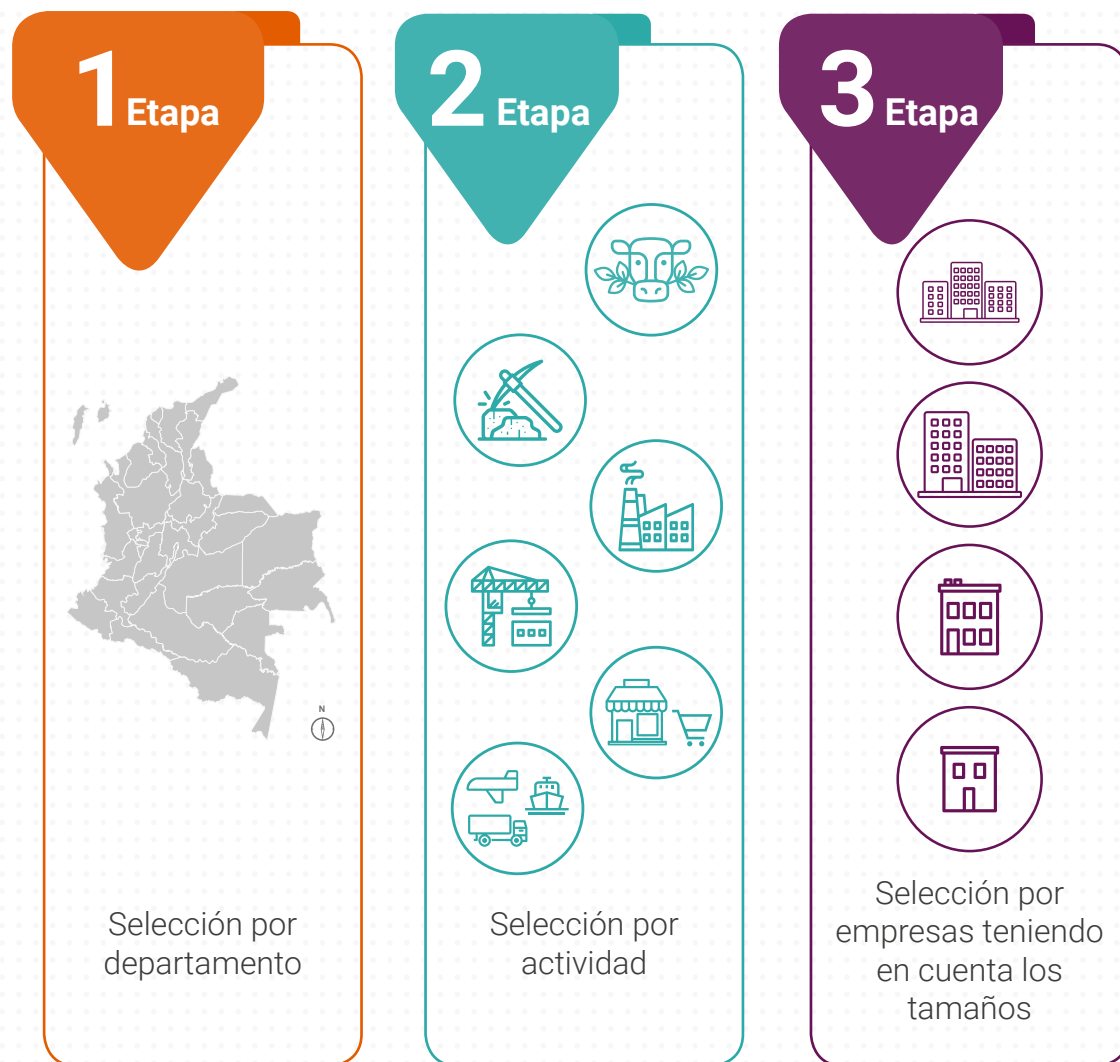 1 Etapa
Selección por
departamento
N
2 Etapa
Selección por
actividad
3 Etapa
Selección por
empresas teniendo
en cuenta los
tamaños